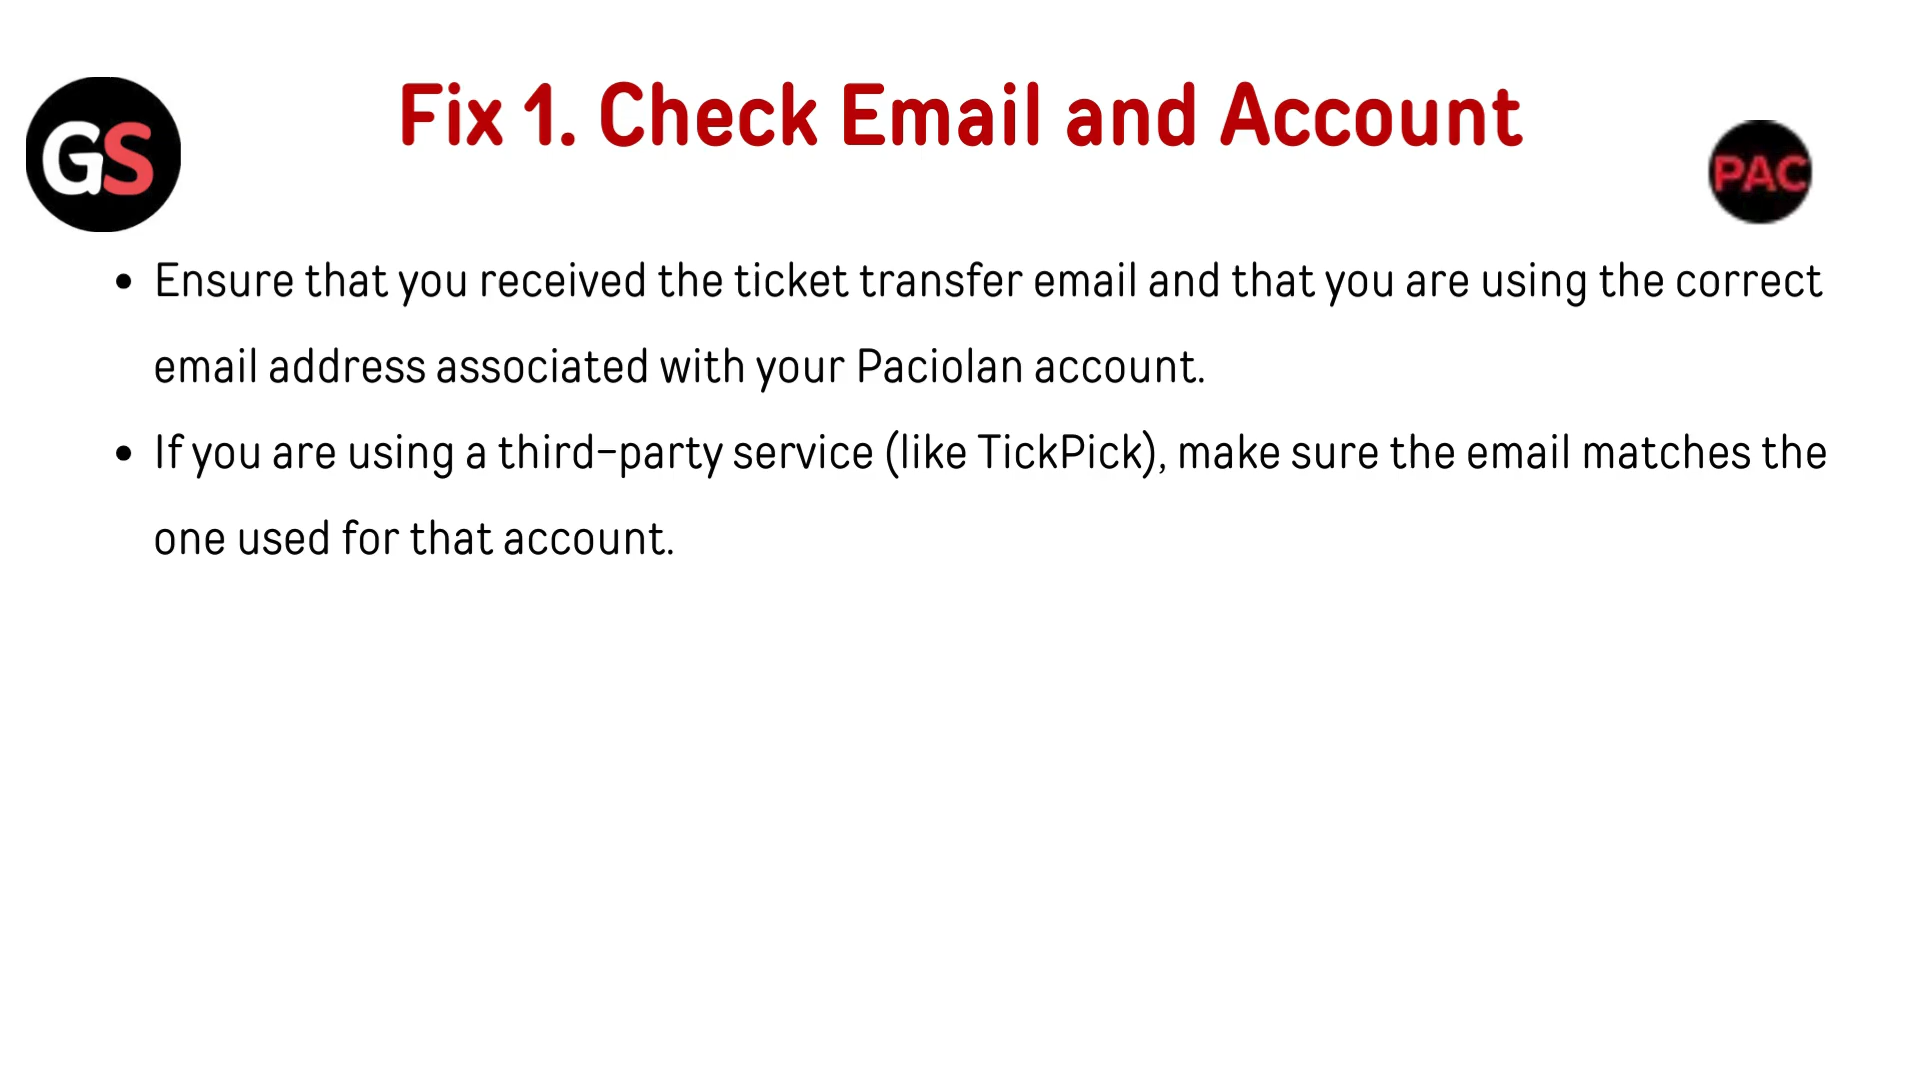 Fix 1. Check Email and Account
GS
PAC
• Ensure that you received the ticket transfer email and that you are using the correct
email address associated with your Paciolan account.
• If you are using a third-party service (like TickPick), make sure the email matches the
one used for that account.